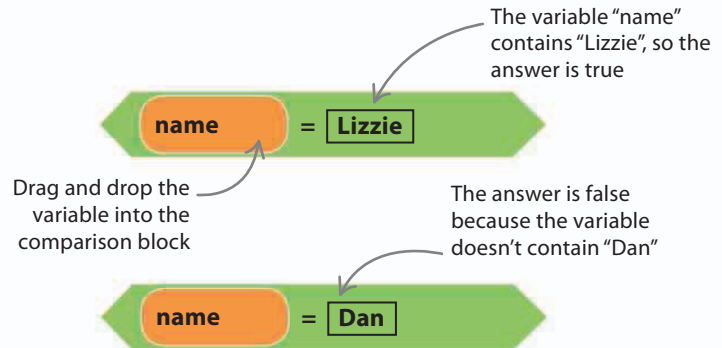 The variable “name”
contains “Lizzie”, so the
answer is true
name = Lizzie
Drag and drop the
variable into the
comparison block
The answer is false
because the variable
doesn’t contain “Dan”
name = Dan